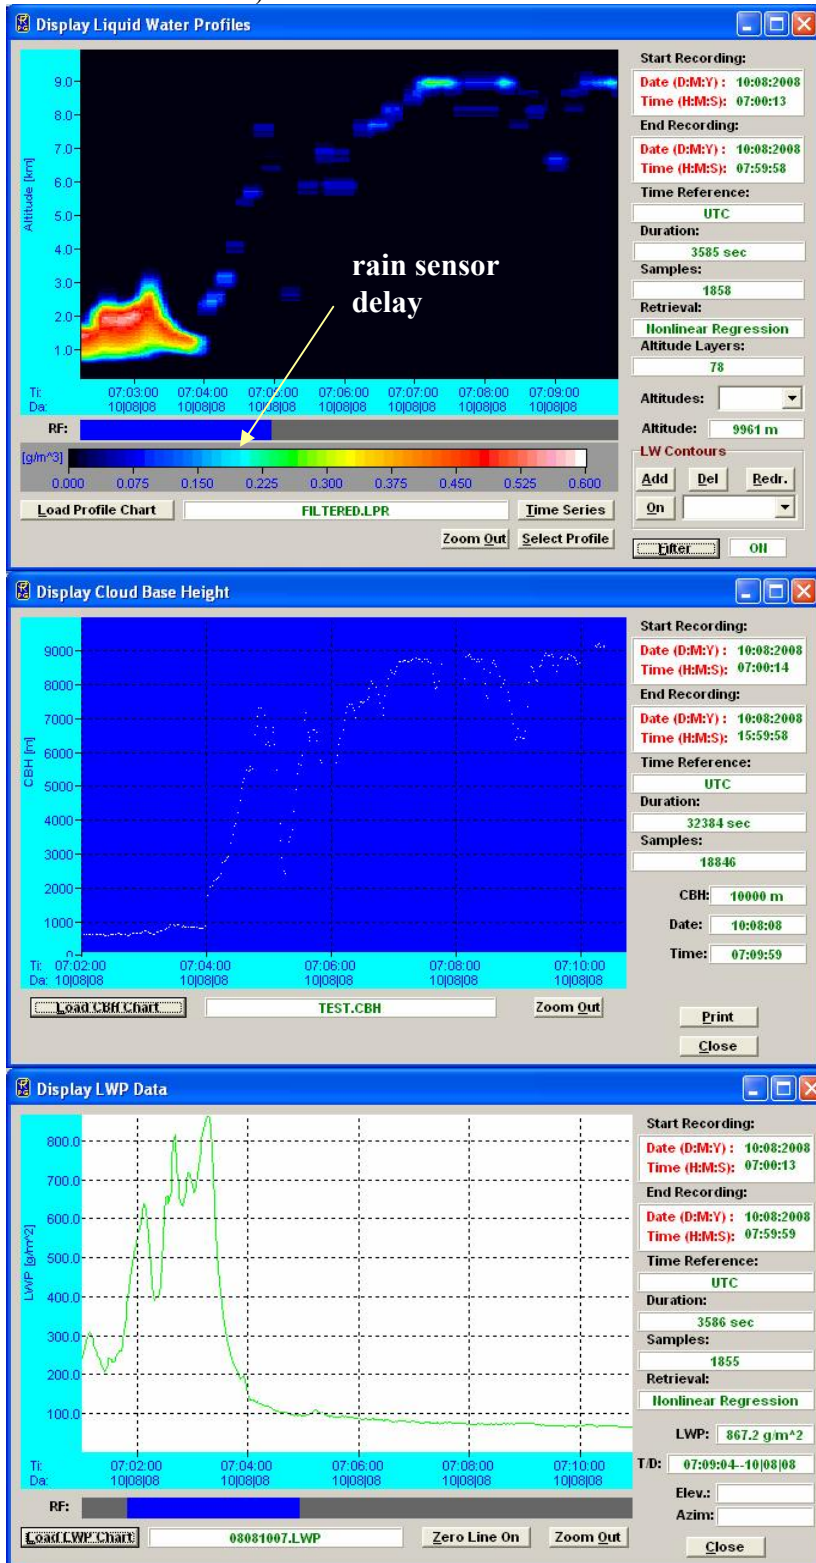 )
Display Liquid Water Profiles
9.0
8.0
7.0
6.0
5.0
4.0
3.0
2.0
1.0
Altitude [km]
rain sensor
delay
Ti: 07:03:00 07:04:00 07:05:00 07:06:00 07:07:00 07:08:00 07:09:00
Da: 10|08|08 10|08|08 10|08|08 10|08|08 10|08|08 10|08|08 10|08|08
RF:
[g/m^3]
0.000 0.075 0.150 0.225 0.300 0.375 0.450 0.525 0.600
Load Profile Chart FILTERED.LPR Time Series
Zoom Out Select Profile
Start Recording:
Date (D:M:Y) : 10:08:2008
Time (H:M:S): 07:00:13
End Recording:
Date (D:M:Y) : 10:08:2008
Time (H:M:S): 07:59:58
Time Reference:
UTC
Duration:
3585 sec
Samples:
1858
Retrieval:
Nonlinear Regression
Altitude Layers:
78
Altitudes:
Altitude: 9961 m
LW Contours
Add Del Redr.
On
Filter ON
Display Cloud Base Height
9000
8000
7000
6000
5000
4000
3000
2000
1000
0
CBH [m]
Ti: 07:02:00 07:04:00 07:06:00 07:08:00 07:10:00
Da: 10|08|08 10|08|08 10|08|08 10|08|08 10|08|08
Load CBH Chart TEST.CBH Zoom Out
Start Recording:
Date (D:M:Y) : 10:08:2008
Time (H:M:S): 07:00:14
End Recording:
Date (D:M:Y) : 10:08:2008
Time (H:M:S): 15:59:58
Time Reference:
UTC
Duration:
32384 sec
Samples:
18846
CBH: 10000 m
Date: 10:08:08
Time: 07:09:59
Print
Close
Display LWP Data
800.0
700.0
600.0
500.0
400.0
300.0
200.0
100.0
LWP [g/m^2]
Ti: 07:02:00 07:04:00 07:06:00 07:08:00 07:10:00
Da: 10|08|08 10|08|08 10|08|08 10|08|08 10|08|08
RF:
Load LWP Chart 08081007.LWP Zero Line On Zoom Out
Start Recording:
Date (D:M:Y) : 10:08:2008
Time (H:M:S): 07:00:13
End Recording:
Date (D:M:Y) : 10:08:2008
Time (H:M:S): 07:59:59
Time Reference:
UTC
Duration:
3586 sec
Samples:
1855
Retrieval:
Nonlinear Regression
LWP: 867.2 g/m^2
T/D: 07:09:04--10|08|08
Elev.:
Azim:
Close